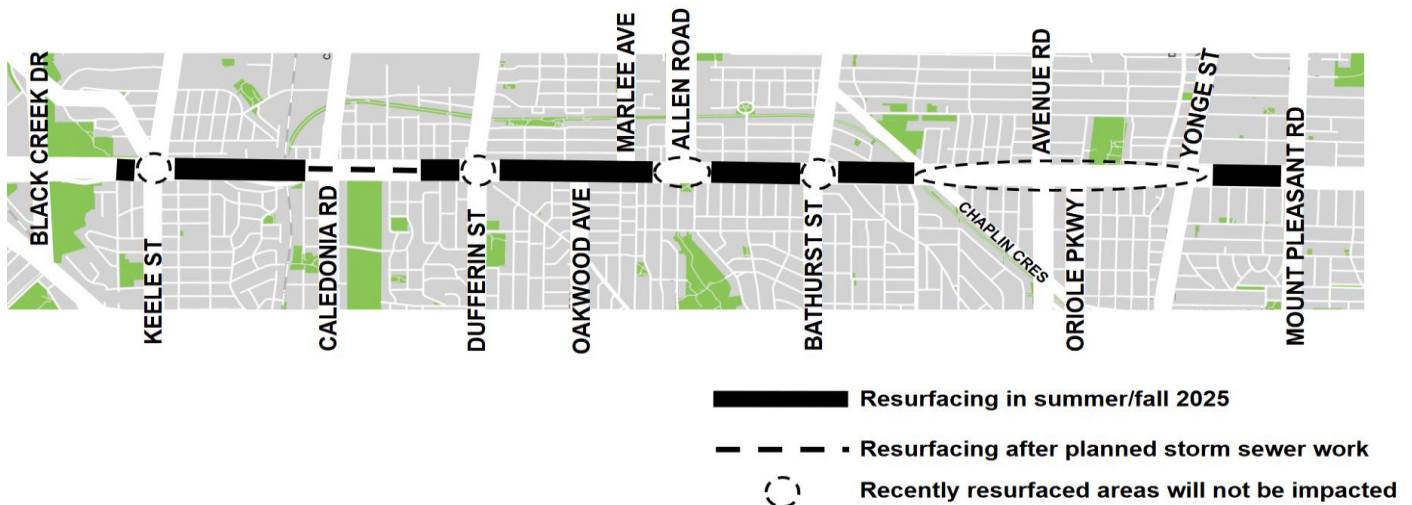 BLACK CREEK DR
KEELE ST
CALEDONIA RD
DUFFERIN ST
OAKWOOD AVE
MARLEE AVE
ALLEN ROAD
BATHURST ST
CHAPLIN CRES
AVENUE RD
ORIOLE PKWY
YONGE ST
MOUNT PLEASANT RD
Resurfacing in summer/fall 2025
Resurfacing after planned storm sewer work
Recently resurfaced areas will not be impacted